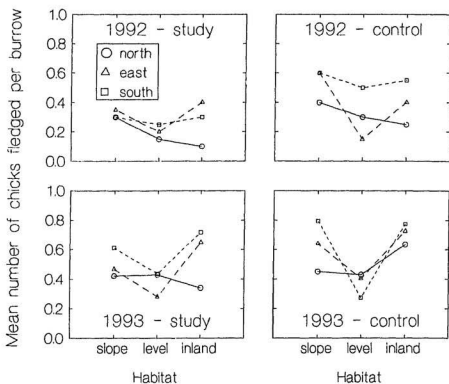 Mean number of chicks fledged per burrow
1992 - study
1992 - control
north
east
south
1.0
0.8
0.6
0.4
0.2
0.0
1.0
0.8
0.6
0.4
0.2
0.0
1993 - study
1993 - control
slope level inland
slope level inland
Habitat
Habitat